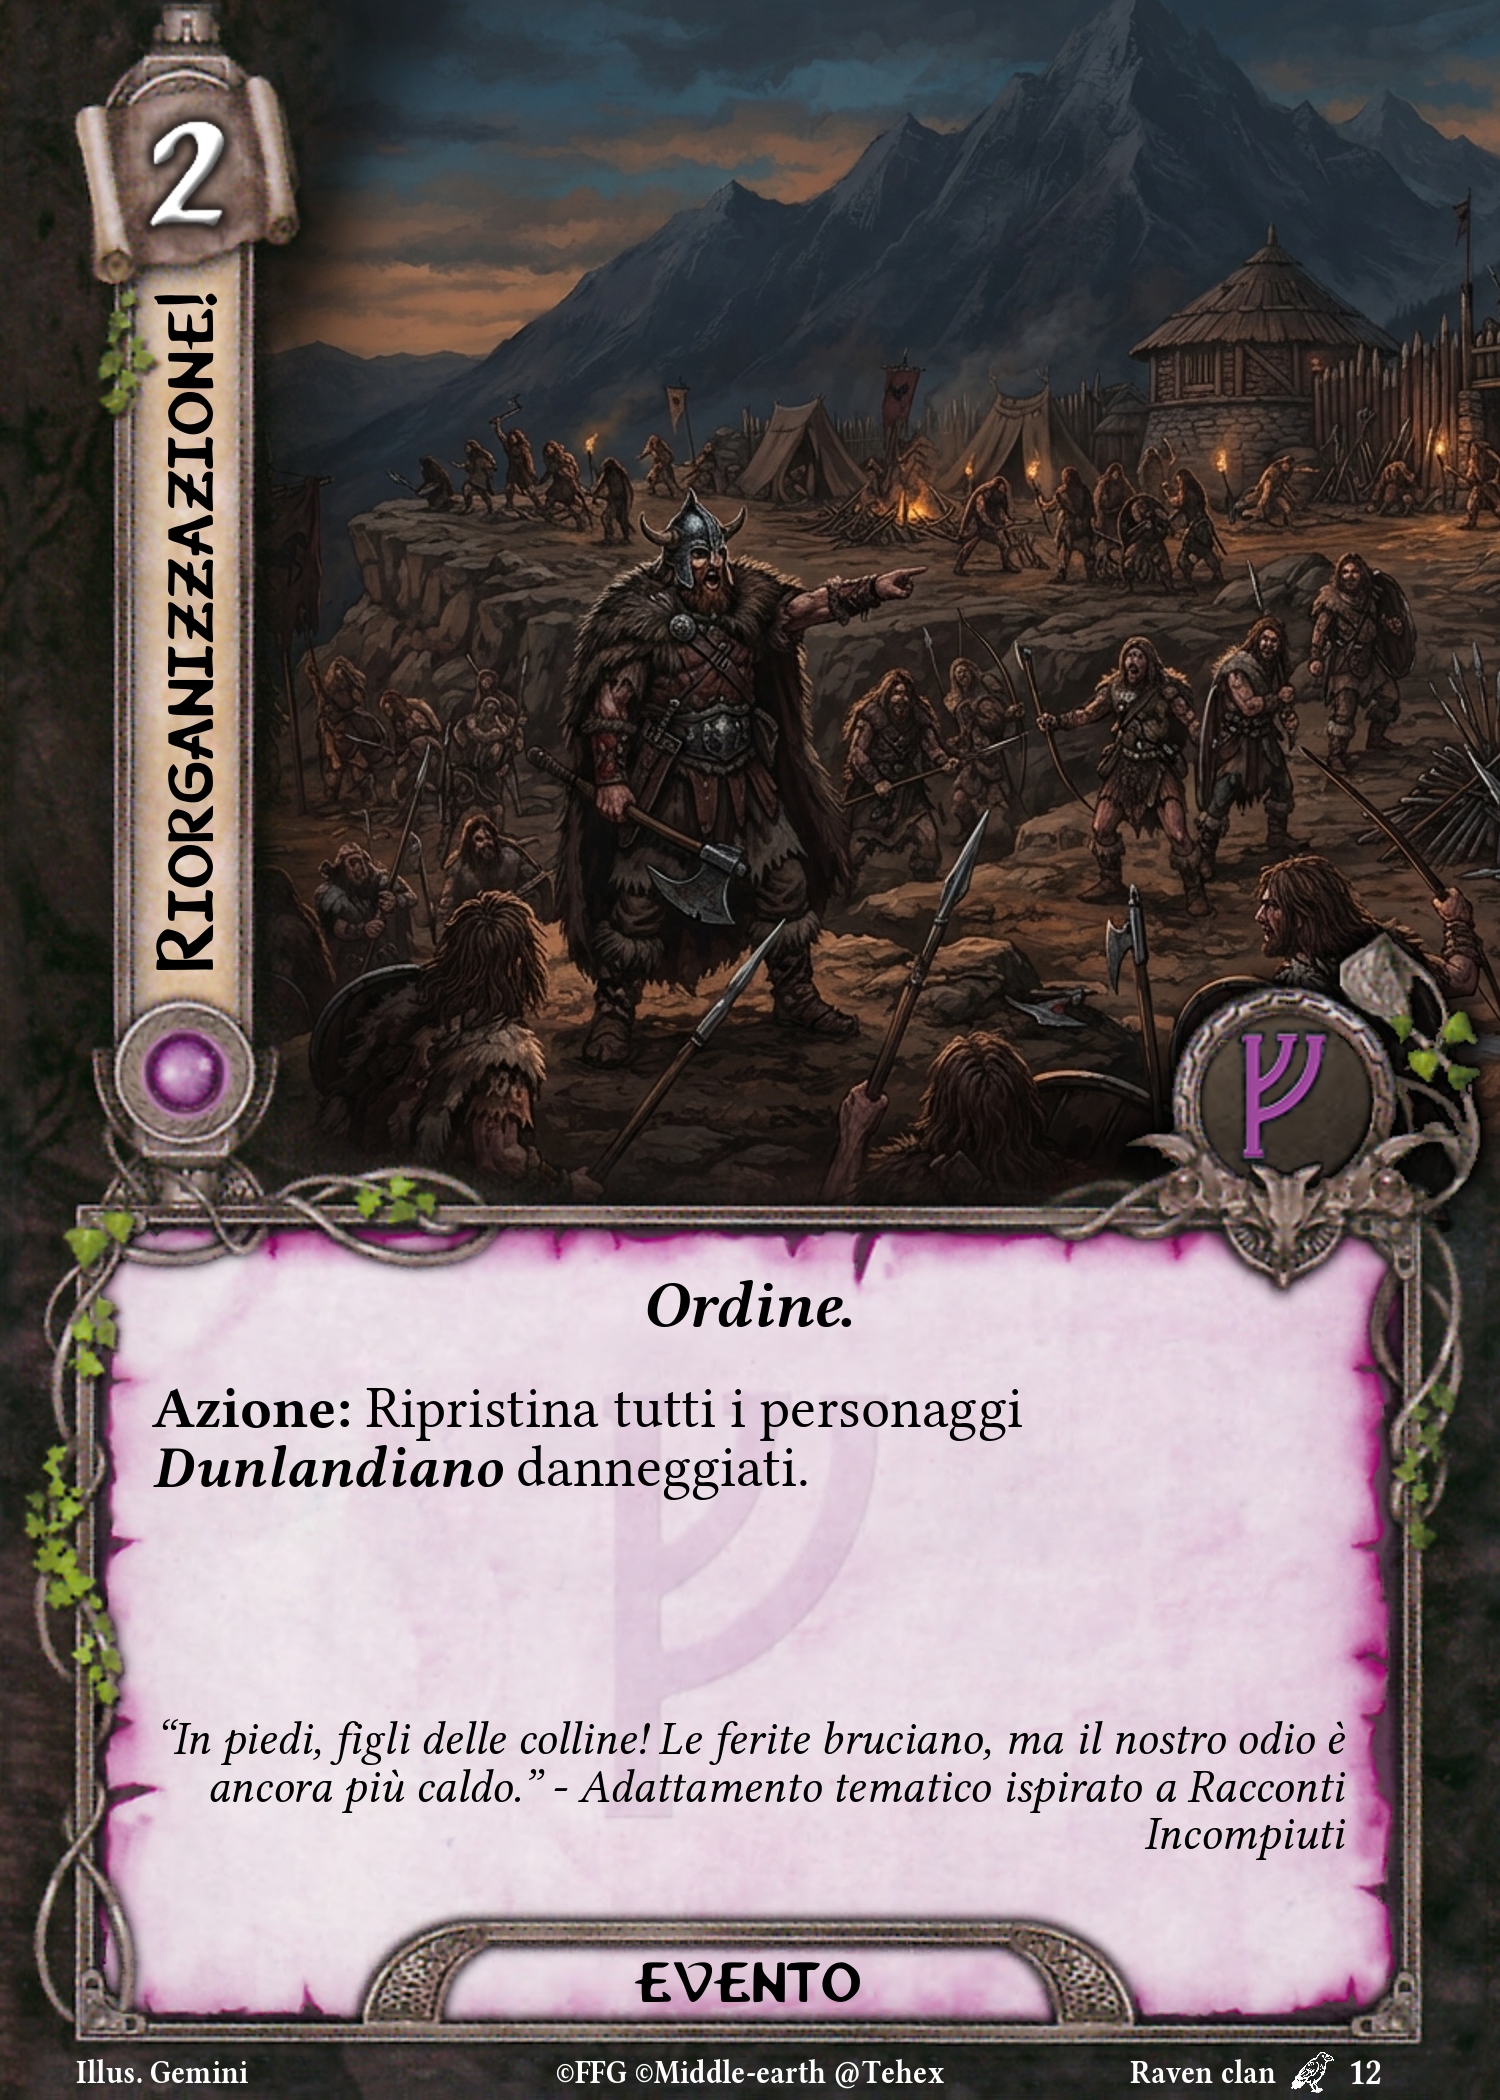 2
RIORGANIZZAZIONE!
Ordine.
Azione: Ripristina tutti i personaggi
Dunlandiano danneggiati.
“In piedi, figli delle colline! Le ferite bruciano, ma il nostro odio è
ancora più caldo.” - Adattamento tematico ispirato a Racconti
Incompiuti
EVENTO
Illus. Gemini
©FFG ©Middle-earth @Tehex
Raven clan 12